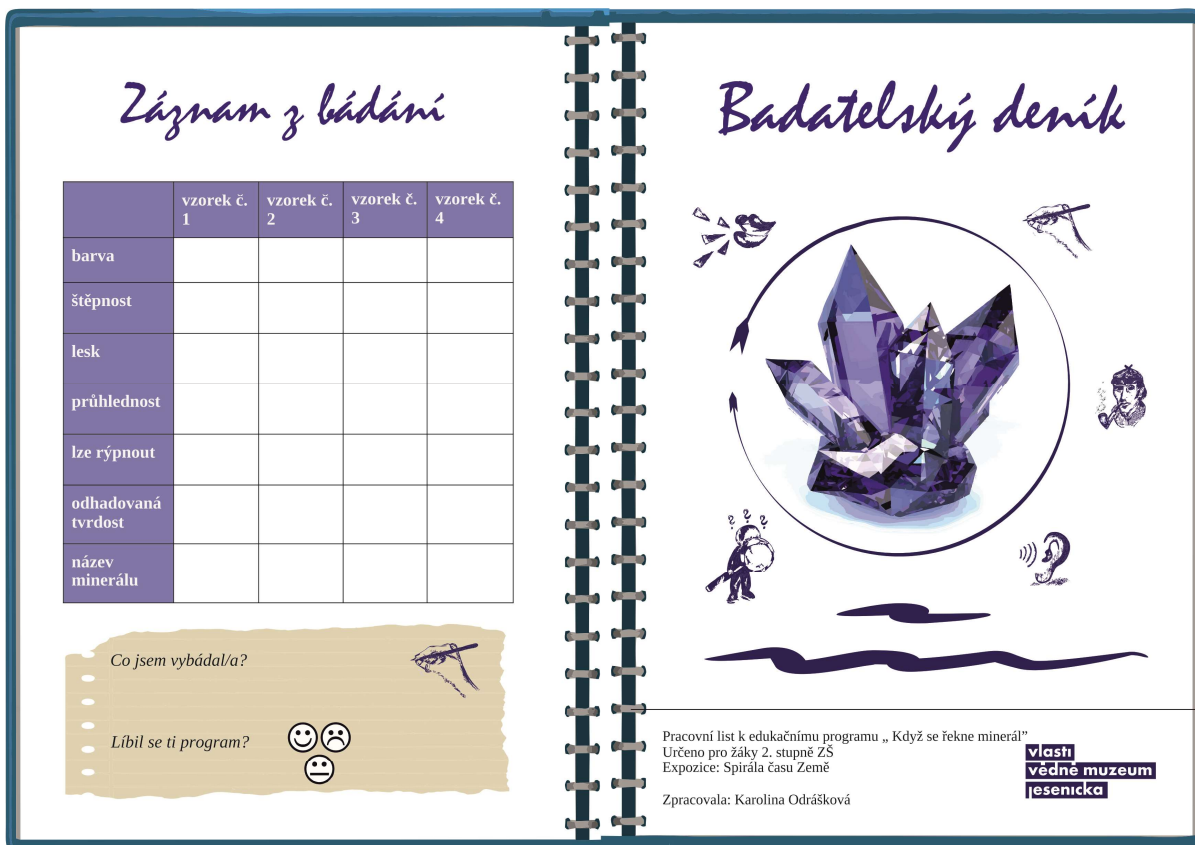 Záznam z bádání
vzorek č.
1
vzorek č.
2
vzorek č.
3
vzorek č.
4
barva
štěpnost
lesk
průhlednost
lze rýpnout
odhadovaná
tvrdost
název
minerálu
Co jsem vybádal/a?
Líbil se ti program?
Badatelský deník
? ? ?
Pracovní list k edukačnímu programu „ Když se řekne minerál”
Určeno pro žáky 2. stupně ZŠ
Expozice: Spirála času Země
Zpracovala: Karolina Odrášková
vlasti
vědné muzeum
jesenicka